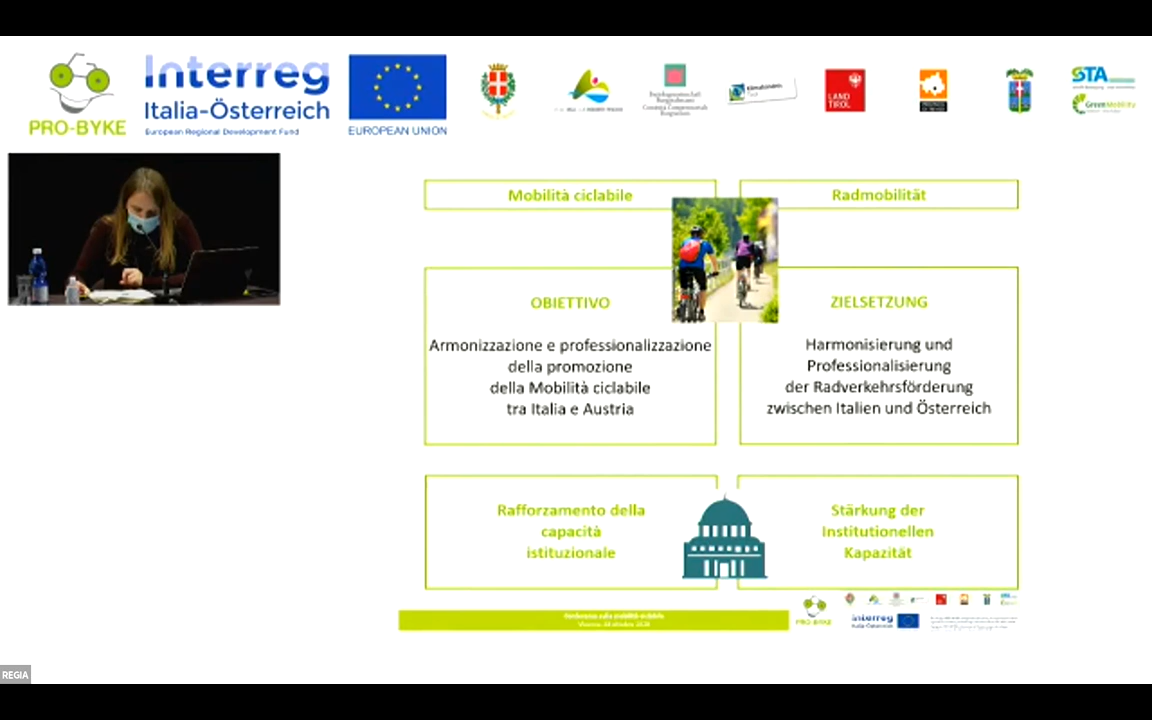 PRO-BYKE
Interreg
Italia-Österreich
European Regional Development Fund
EUROPEAN UNION
LAND
TIROL
STA
GreenMobility
Mobilità ciclabile
Radmobilität
OBIETTIVO
Armonizzazione e professionalizzazione
della promozione
della Mobilità ciclabile
tra Italia e Austria
ZIELSETZUNG
Harmonisierung und
Professionalisierung
der Radverkehrsförderung
zwischen Italien und Österreich
Rafforzamento della
capacità
istituzionale
Stärkung der
Institutionellen
Kapazität
PRO-BYKE
Interreg
Italia-Österreich
REGIA